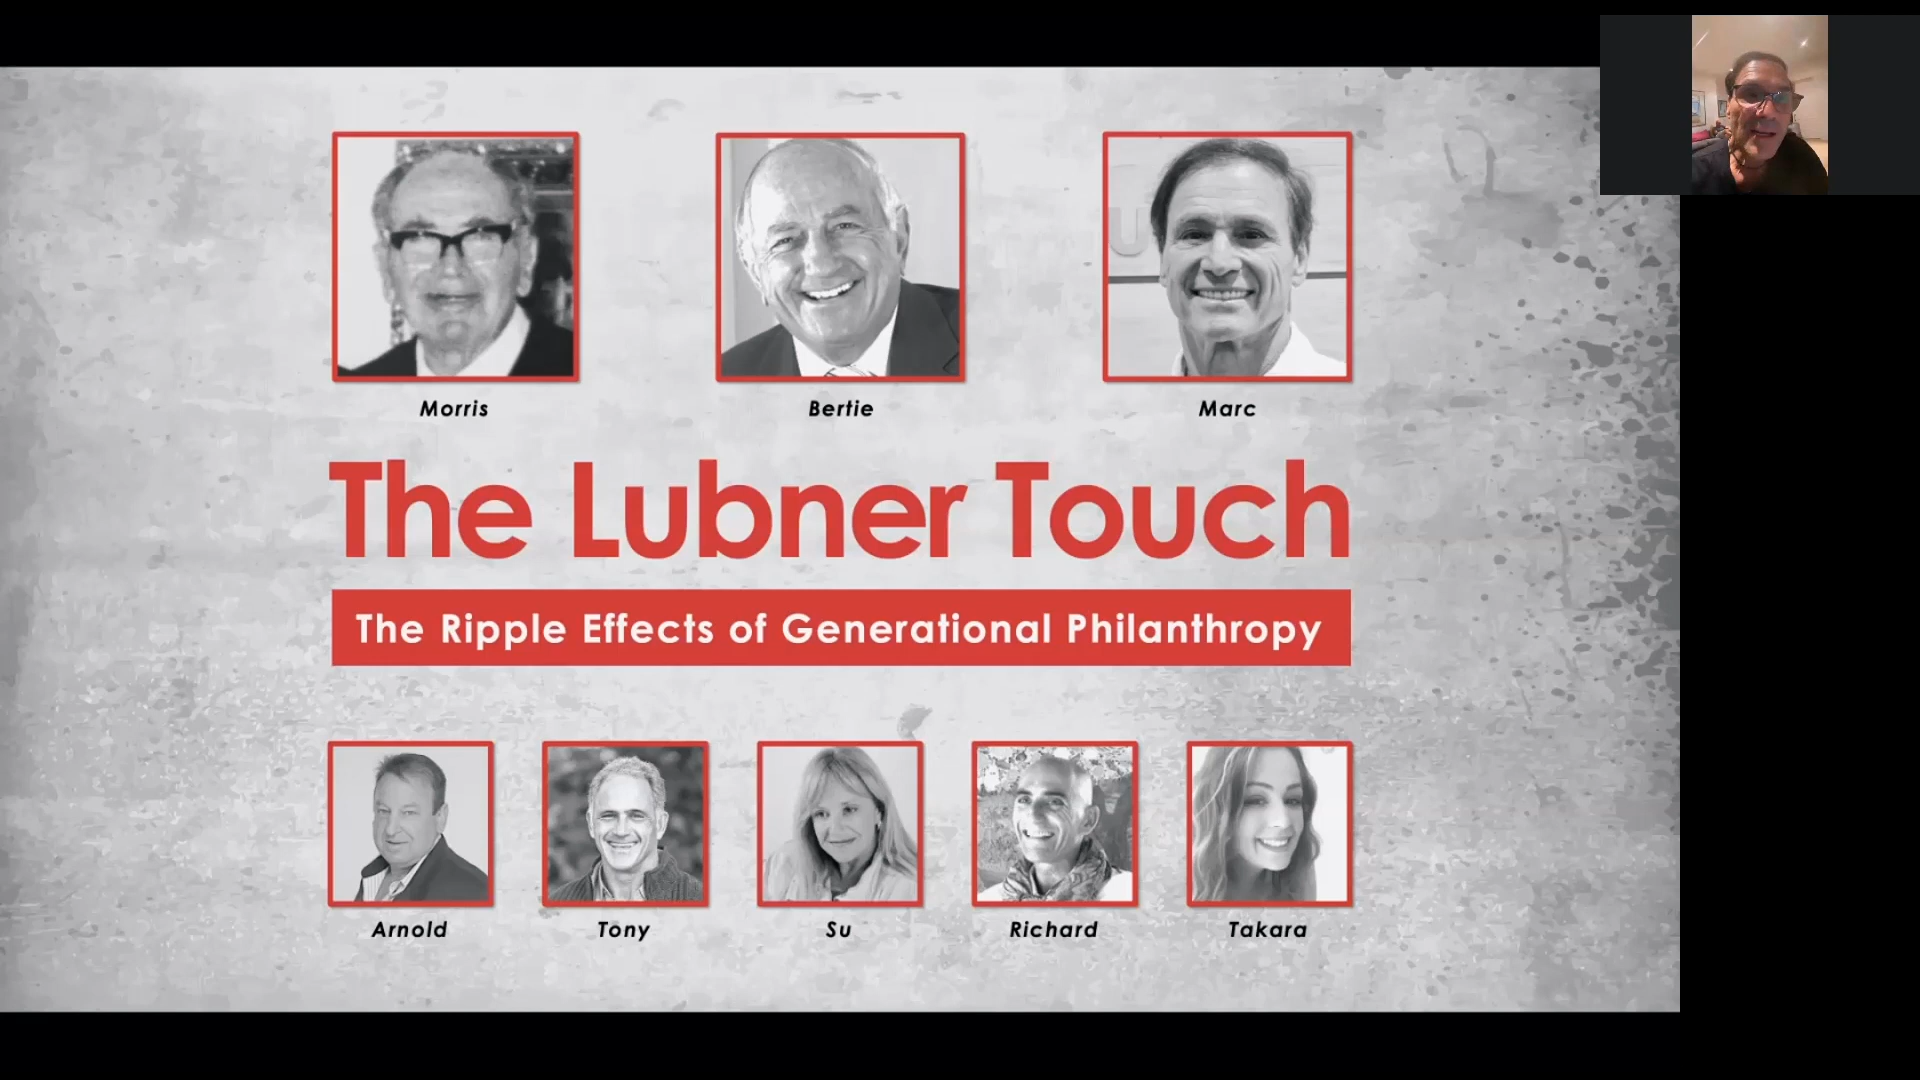 Morris
Bertie
Marc
The Lubner Touch
The Ripple Effects of Generational Philanthropy
Arnold
Tony
Su
Richard
Takara